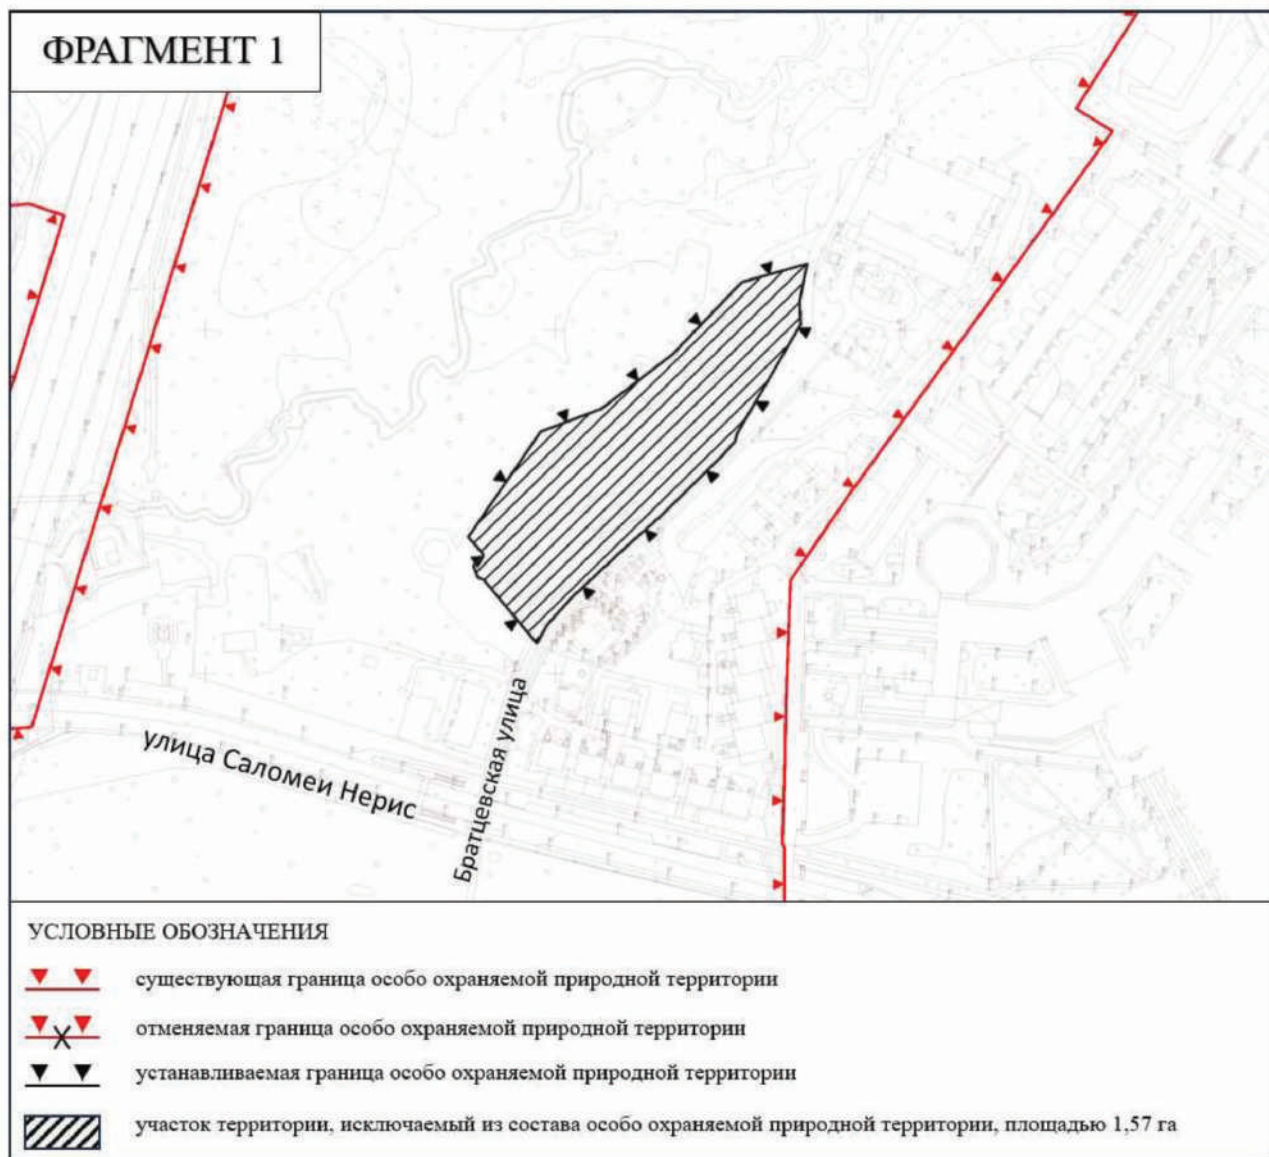 ФРАГМЕНТ 1
улица Саломеи Нерис
Братцевская улица
УСЛОВНЫЕ ОБОЗНАЧЕНИЯ
существующая граница особо охраняемой природной территории
отменяемая граница особо охраняемой природной территории
устанавливаемая граница особо охраняемой природной территории
участок территории, исключаемый из состава особо охраняемой природной территории, площадью 1,57 га